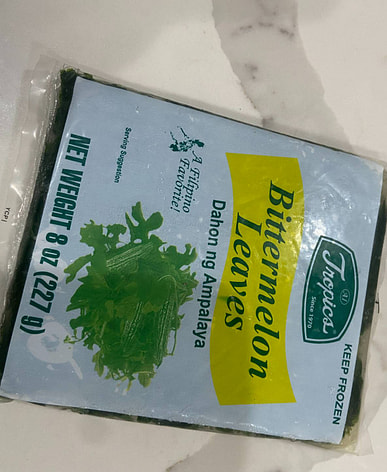 KEEP FROZEN
Tropics
Since 1970
Bittermelon
Leaves
Dahon ng Ampalaya
A Filipino
Favorite!
Serving Suggestion
NET WEIGHT 8 OZ (227 g)